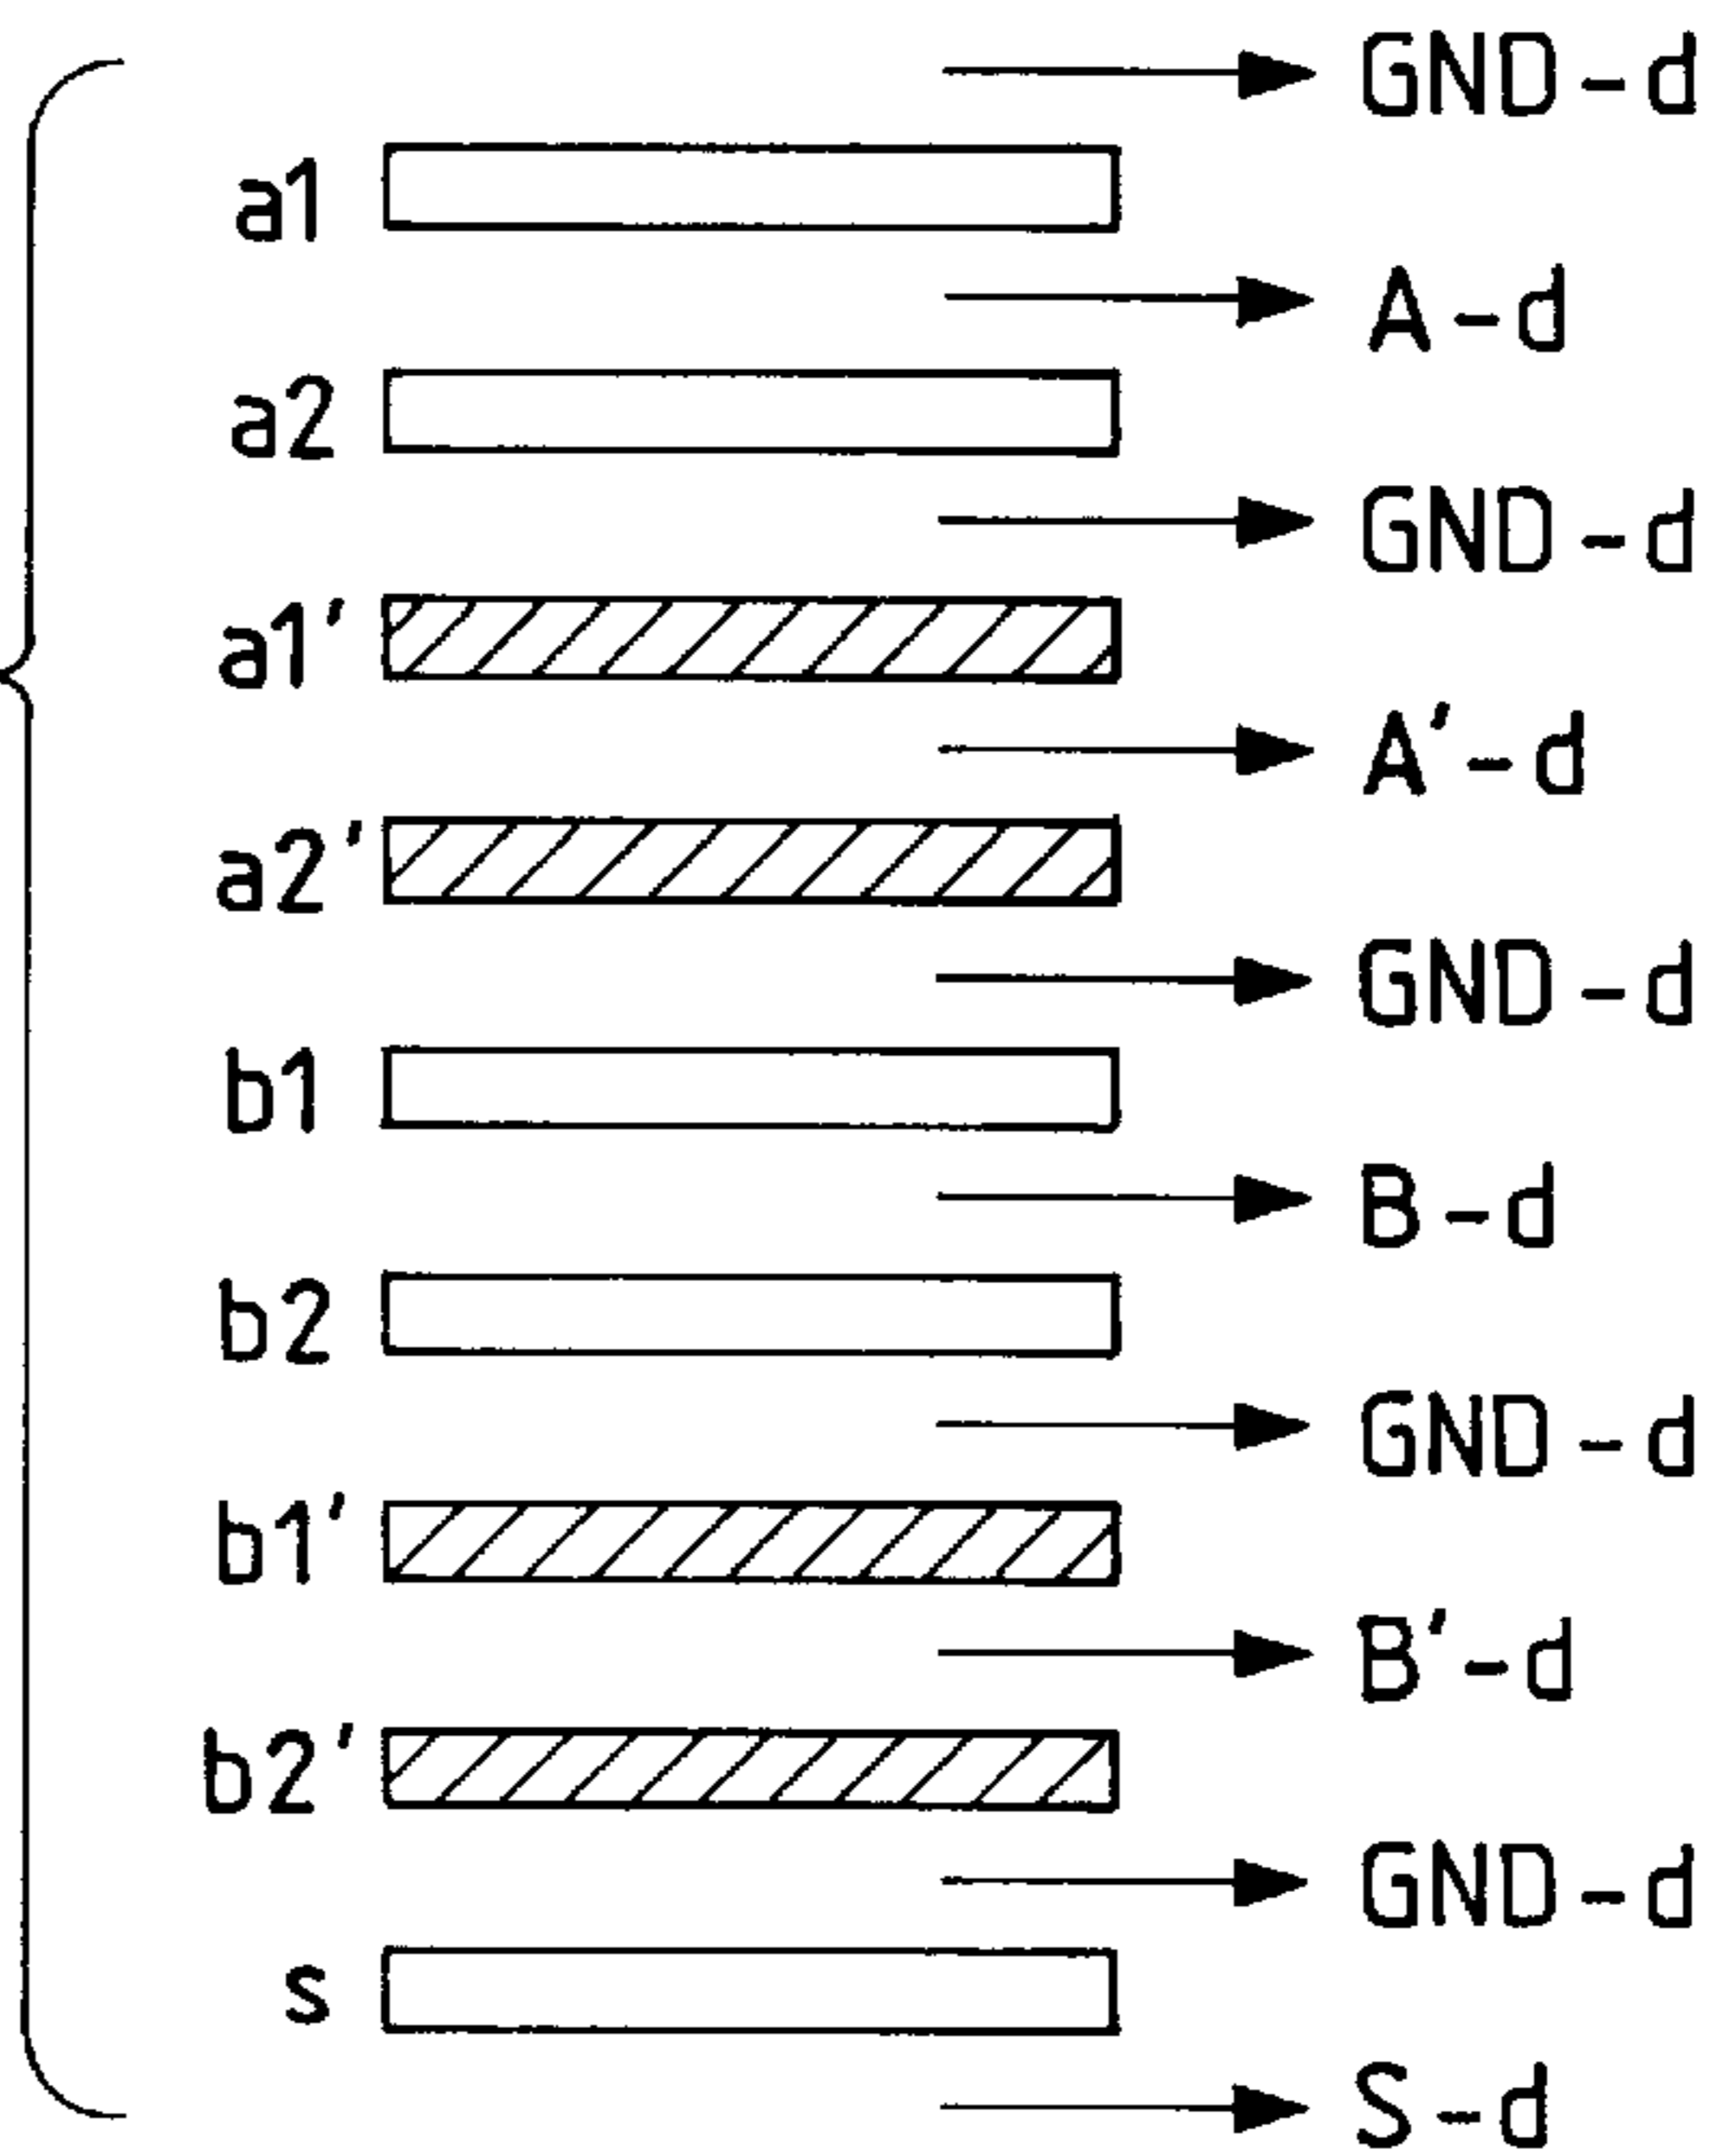 GND-d
a1
A-d
a2
GND-d
a1'
A'-d
a2'
GND-d
b1
B-d
b2
GND-d
b1'
B'-d
b2'
GND-d
s
S-d